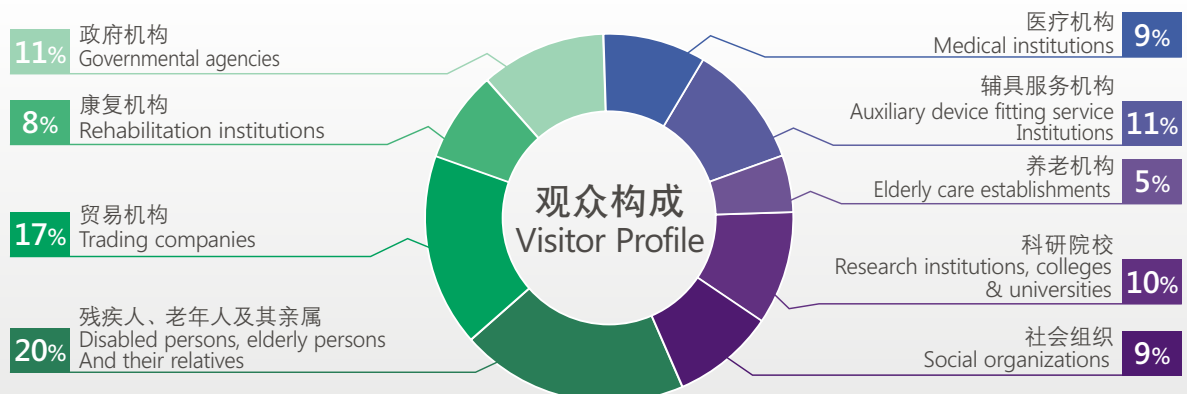 11%
政府机构
Governmental agencies
8%
康复机构
Rehabilitation institutions
17%
贸易机构
Trading companies
20%
残疾人、老年人及其亲属
Disabled persons, elderly persons
And their relatives
观众构成
Visitor Profile
医疗机构
Medical institutions
9%
辅具服务机构
Auxiliary device fitting service
Institutions
11%
养老机构
Elderly care establishments
5%
科研院校
Research institutions, colleges
& universities
10%
社会组织
Social organizations
9%